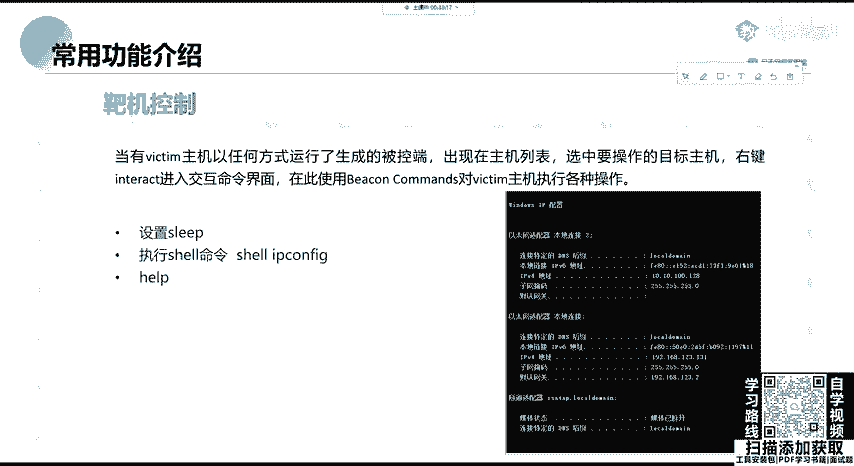 常用功能介绍
靶机控制
当有victim主机以任何方式运行了生成的被控端，出现在主机列表，选中要操作的目标主机，右键
interact进入交互命令界面，在此使用Beacon Commands对victim主机执行各种操作。
• 设置sleep
• 执行shell命令 shell ipconfig
• help
Windows IP 配置
以太网适配器 本地连接 2:
连接特定的 DNS 后缀 . . . . . . . : localdomain
本地链接 IPv6 地址. . . . . . . . :
IPv4 地址 . . . . . . . . . . . . : 10.10.100.128
子网掩码 . . . . . . . . . . . . : 255.255.255.0
默认网关. . . . . . . . . . . . . :
以太网适配器 本地连接:
连接特定的 DNS 后缀 . . . . . . . : localdomain
本地链接 IPv6 地址. . . . . . . . :
IPv4 地址 . . . . . . . . . . . . : 192.168.123.131
子网掩码 . . . . . . . . . . . . : 255.255.255.0
默认网关. . . . . . . . . . . . . : 192.168.123.2
隧道适配器 isatap.localdomain:
媒体状态 . . . . . . . . . . . . : 媒体已断开
连接特定的 DNS 后缀 . . . . . . . : localdomain
学习路线
自学视频
扫描添加获取
工具安装包|PDF学习书籍|面试题